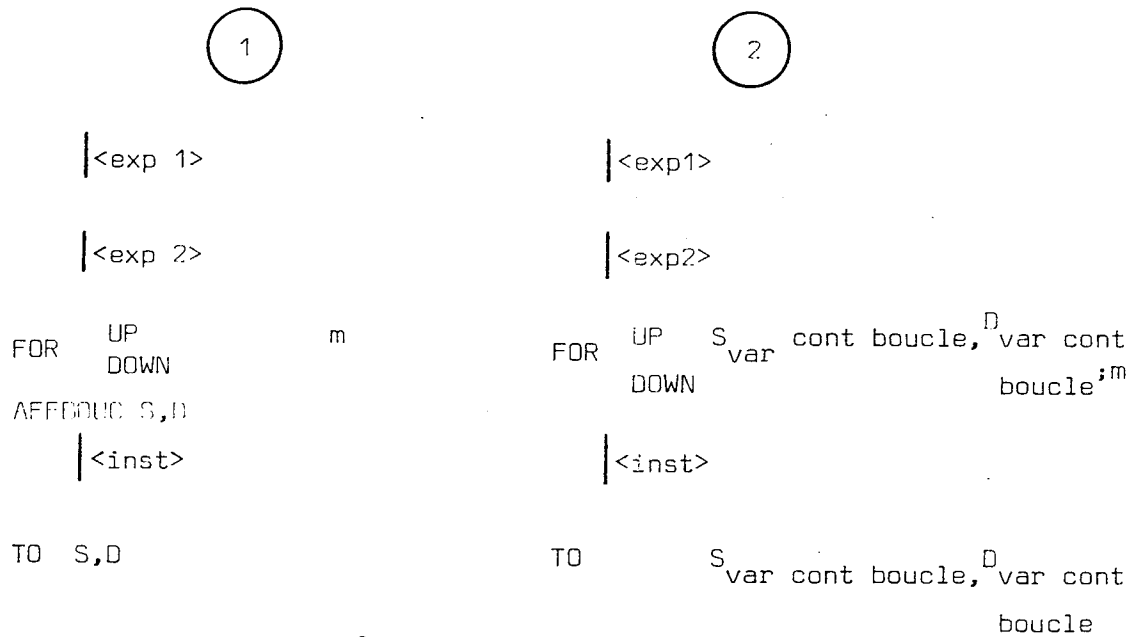 1
<exp 1>
<exp 2>
FOR UP m
DOWN
AFFBOUC S,D
<inst>
TO S,D
2
<exp1>
<exp2>
FOR UP S var cont boucle, D var cont
DOWN boucle ;m
<inst>
TO S var cont boucle, D var cont
boucle